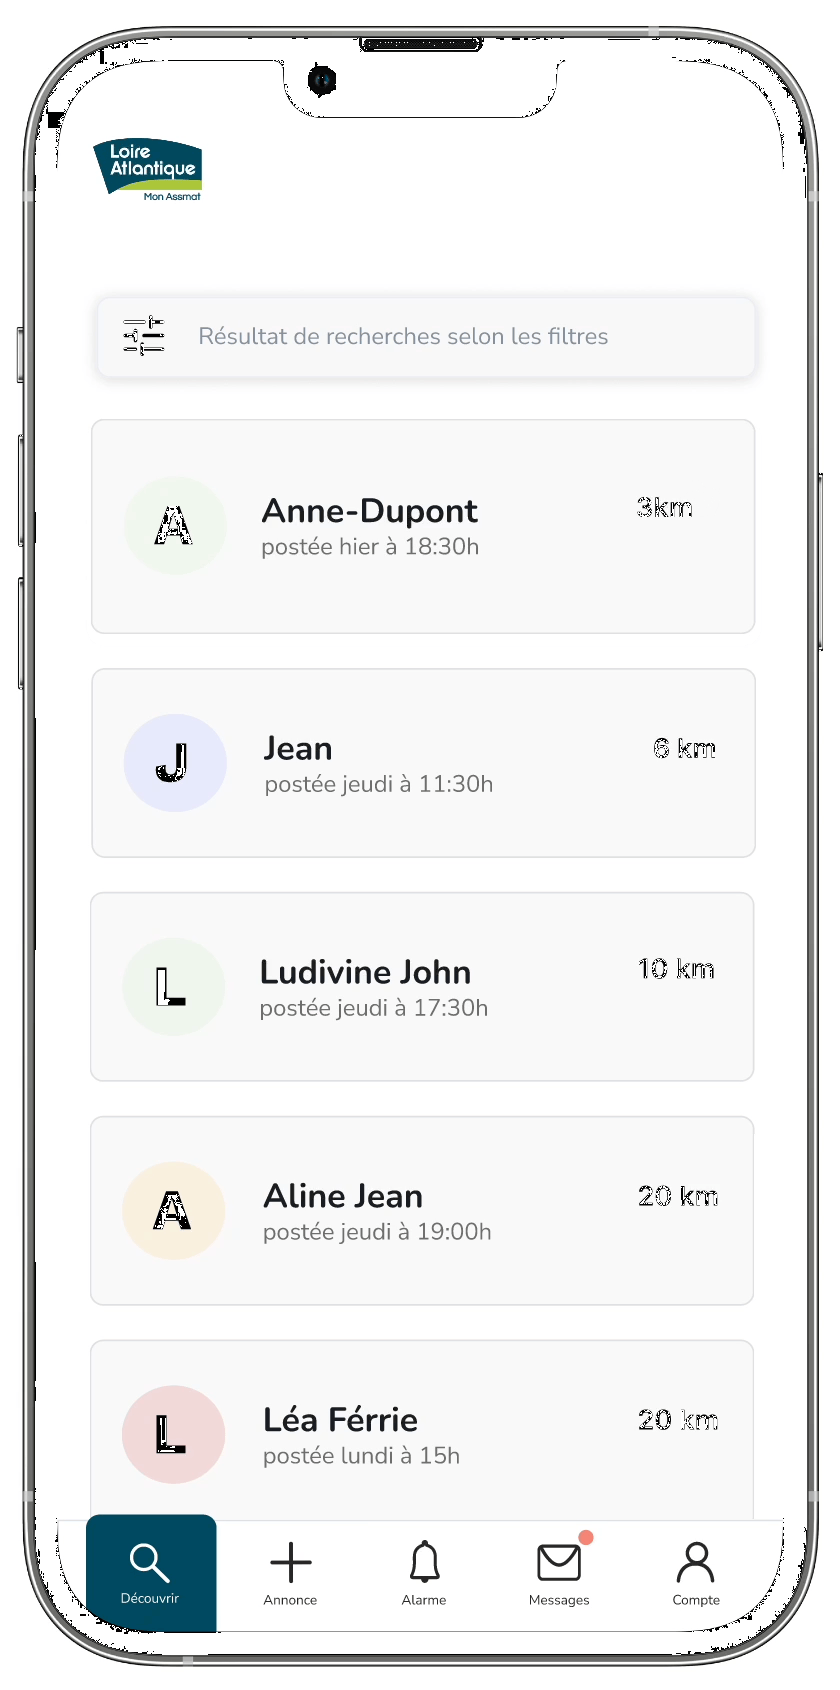 Loire
Atlantique
Mon Assmat
Résultat de recherches selon les filtres
A
Anne-Dupont
3km
postée hier à 18:30h
J
Jean
6 km
postée jeudi à 11:30h
L
Ludivine John
10 km
postée jeudi à 17:30h
A
Aline Jean
20 km
postée jeudi à 19:00h
L
Léa Férrie
20 km
postée lundi à 15h
Découvrir
Annonce
Alarme
Messages
Compte